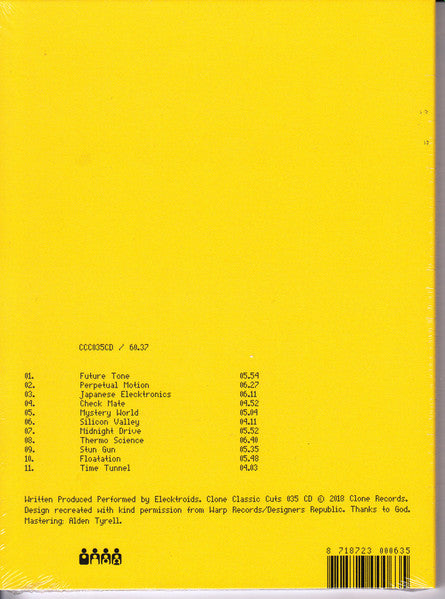 CCC035CD / 60.37
01. Future Tone 05.54
02. Perpetual Motion 06.27
03. Japanese Elecktronics 06.11
04. Check Mate 04.52
05. Mystery World 05.04
06. Silicon Valley 04.11
07. Midnight Drive 05.52
08. Thermo Science 06.40
09. Stun Gun 05.35
10. Floatation 05.48
11. Time Tunnel 04.03
Written Produced Performed by Elecktroids. Clone Classic Cuts 035 CD © 2018 Clone Records.
Design recreated with kind permission from Warp Records/Designers Republic. Thanks to God.
Mastering: Alden Tyrell.
8 718723 000635